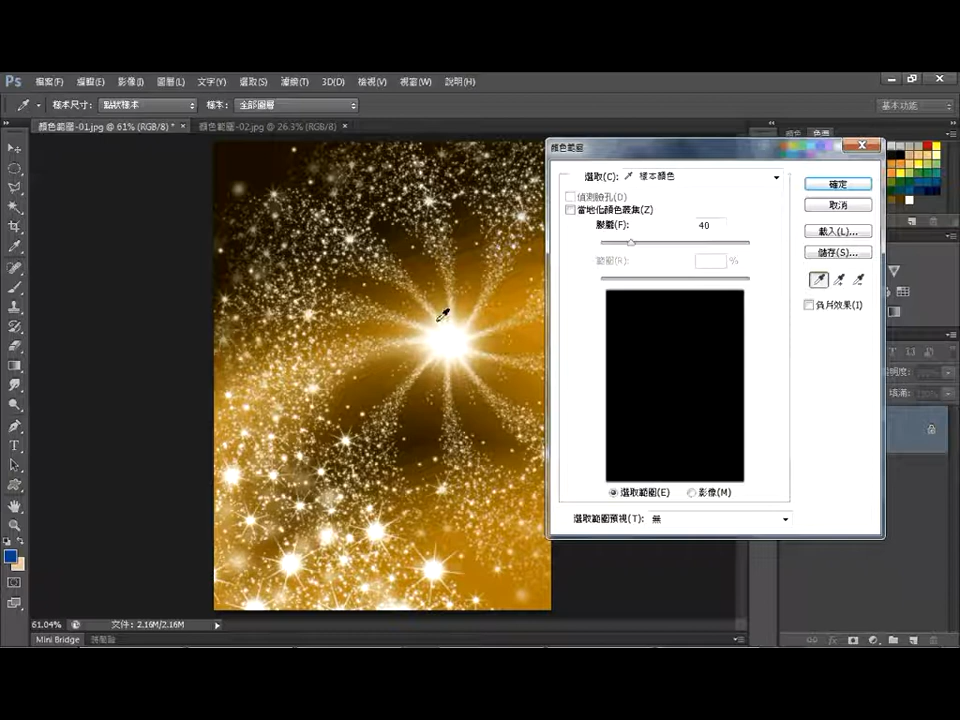 Ps 檔案(F) 編輯(E) 影像(I) 圖層(L) 文字(Y) 選取(S) 濾鏡(T) 3D(D) 檢視(V) 視窗(W) 說明(H)
樣本尺寸: 點狀樣本 樣本: 全部圖層 基本功能
顏色範圍-01.jpg @ 61% (RGB/8) * × 顏色範圍-02.jpg @ 26.3% (RGB/8) ×
顏色
顏色範圍
選取(C): 樣本顏色
確定
偵測臉孔(D)
取消
當地化顏色叢集(Z)
朦朧(F): 40
載入(L)...
儲存(S)...
範圍(R): %
負片效果(I)
填滿:
選取範圍(E) 影像(M)
選取範圍預視(T): 無
61.04% 文件: 2.16M/2.16M
Mini Bridge